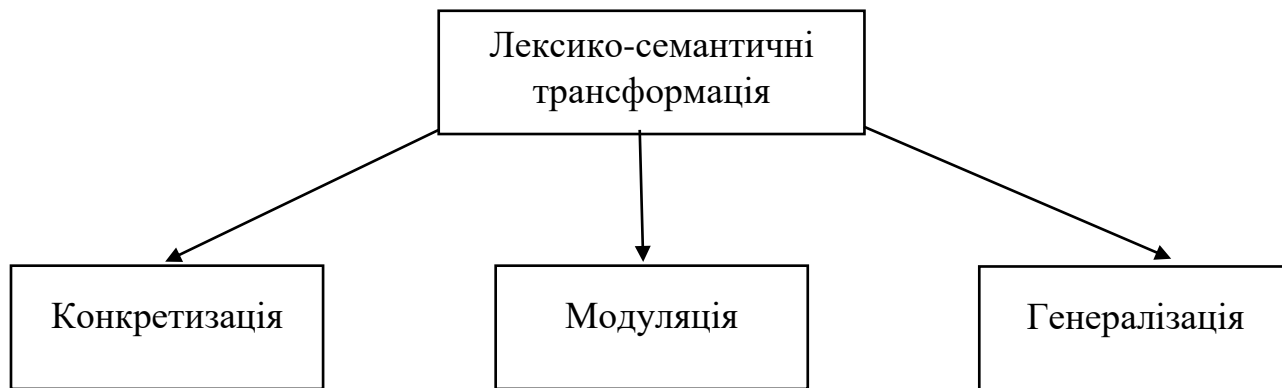 Лексико-семантичні
трансформація
Конкретизація
Модуляція
Генералізація